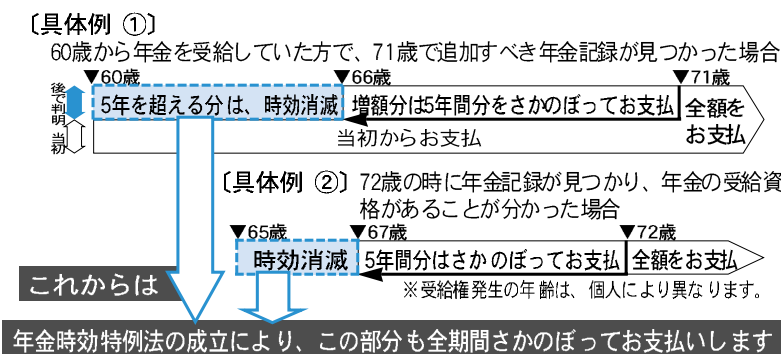 〔具体例 ①〕
60歳から年金を受給していた方で、71歳で追加すべき年金記録が見つかった場合
▼60歳 ▼66歳 ▼71歳
後で判明 5年を超える分は、時効消滅 増額分は5年間分をさかのぼってお支払 全額をお支払
当初 当初からお支払
〔具体例 ②〕 72歳の時に年金記録が見つかり、年金の受給資
格があることが分かった場合
▼65歳 ▼67歳 ▼72歳
時効消滅 5年間分はさかのぼってお支払 全額をお支払
これからは
※受給権発生の年齢は、個人により異なります。
年金時効特例法の成立により、この部分も全期間さかのぼってお支払いします